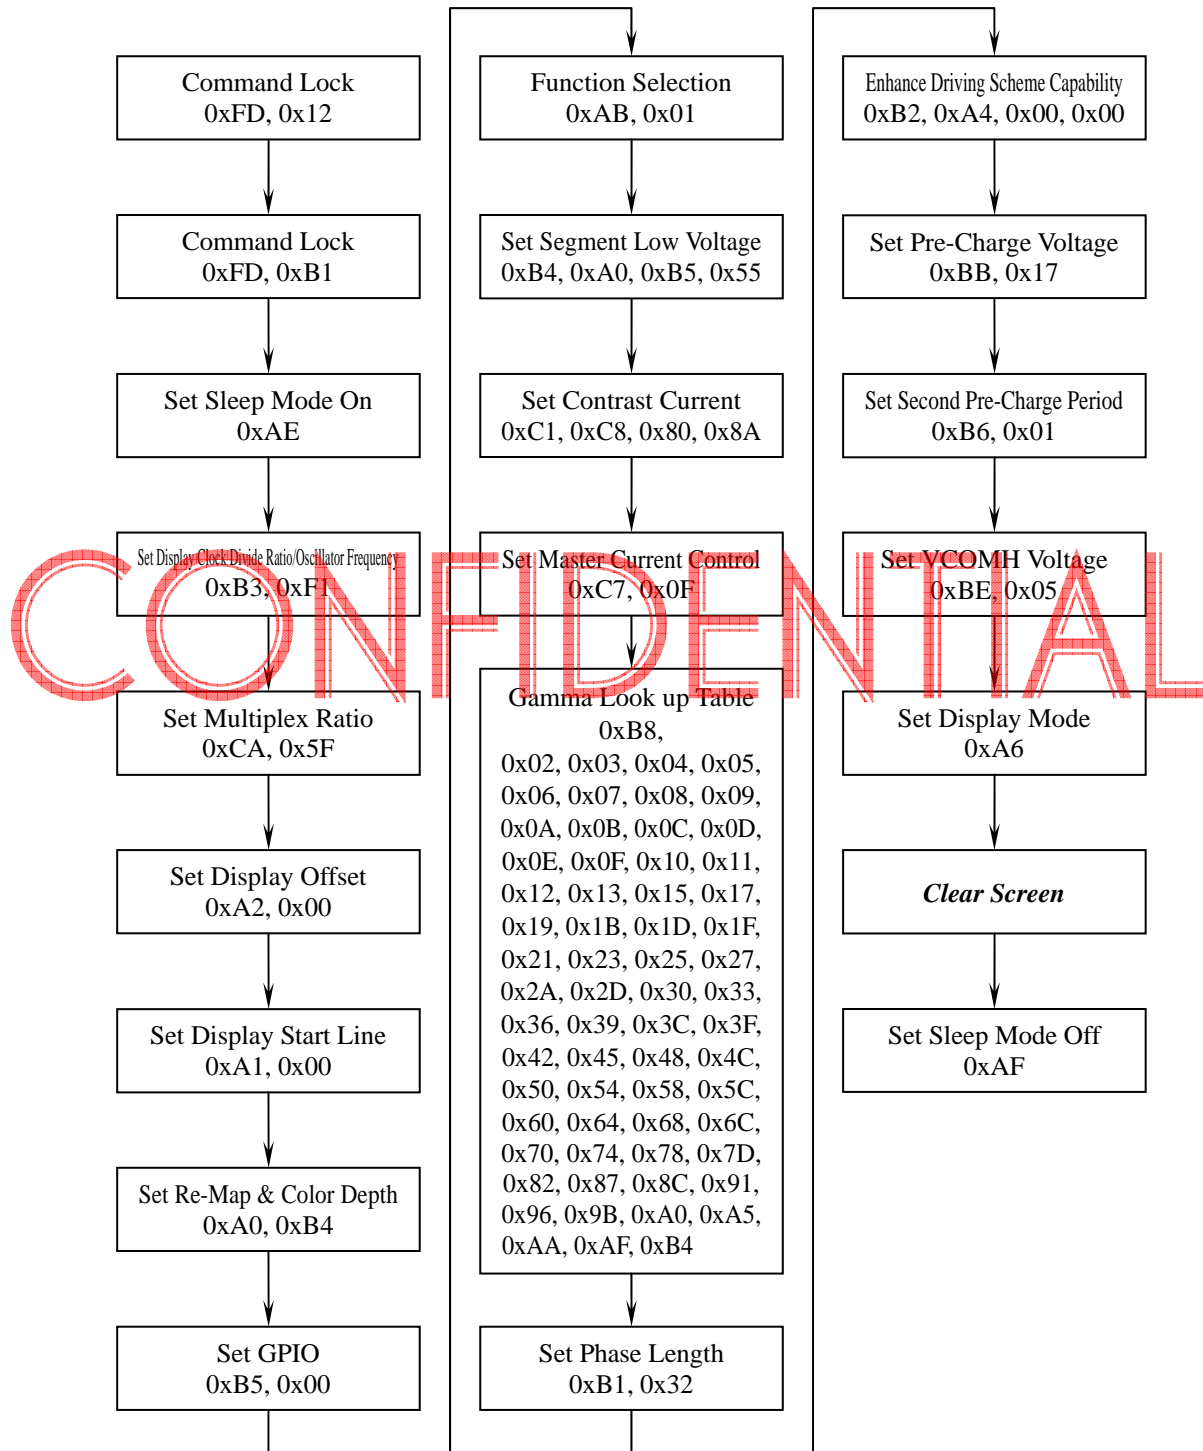 Command Lock
0xFD, 0x12
Command Lock
0xFD, 0xB1
Set Sleep Mode On
0xAE
Set Display Clock Divide Ratio/Oscillator Frequency
0xB3, 0xF1
Set Multiplex Ratio
0xCA, 0x5F
Set Display Offset
0xA2, 0x00
Set Display Start Line
0xA1, 0x00
Set Re-Map & Color Depth
0xA0, 0xB4
Set GPIO
0xB5, 0x00
Function Selection
0xAB, 0x01
Set Segment Low Voltage
0xB4, 0xA0, 0xB5, 0x55
Set Contrast Current
0xC1, 0xC8, 0x80, 0x8A
Set Master Current Control
0xC7, 0x0F
Gamma Look up Table
0xB8,
0x02, 0x03, 0x04, 0x05,
0x06, 0x07, 0x08, 0x09,
0x0A, 0x0B, 0x0C, 0x0D,
0x0E, 0x0F, 0x10, 0x11,
0x12, 0x13, 0x15, 0x17,
0x19, 0x1B, 0x1D, 0x1F,
0x21, 0x23, 0x25, 0x27,
0x2A, 0x2D, 0x30, 0x33,
0x36, 0x39, 0x3C, 0x3F,
0x42, 0x45, 0x48, 0x4C,
0x50, 0x54, 0x58, 0x5C,
0x60, 0x64, 0x68, 0x6C,
0x70, 0x74, 0x78, 0x7D,
0x82, 0x87, 0x8C, 0x91,
0x96, 0x9B, 0xA0, 0xA5,
0xAA, 0xAF, 0xB4
Set Phase Length
0xB1, 0x32
Enhance Driving Scheme Capability
0xB2, 0xA4, 0x00, 0x00
Set Pre-Charge Voltage
0xBB, 0x17
Set Second Pre-Charge Period
0xB6, 0x01
Set VCOMH Voltage
0xBE, 0x05
Set Display Mode
0xA6
Clear Screen
Set Sleep Mode Off
0xAF
CONFIDENTIAL